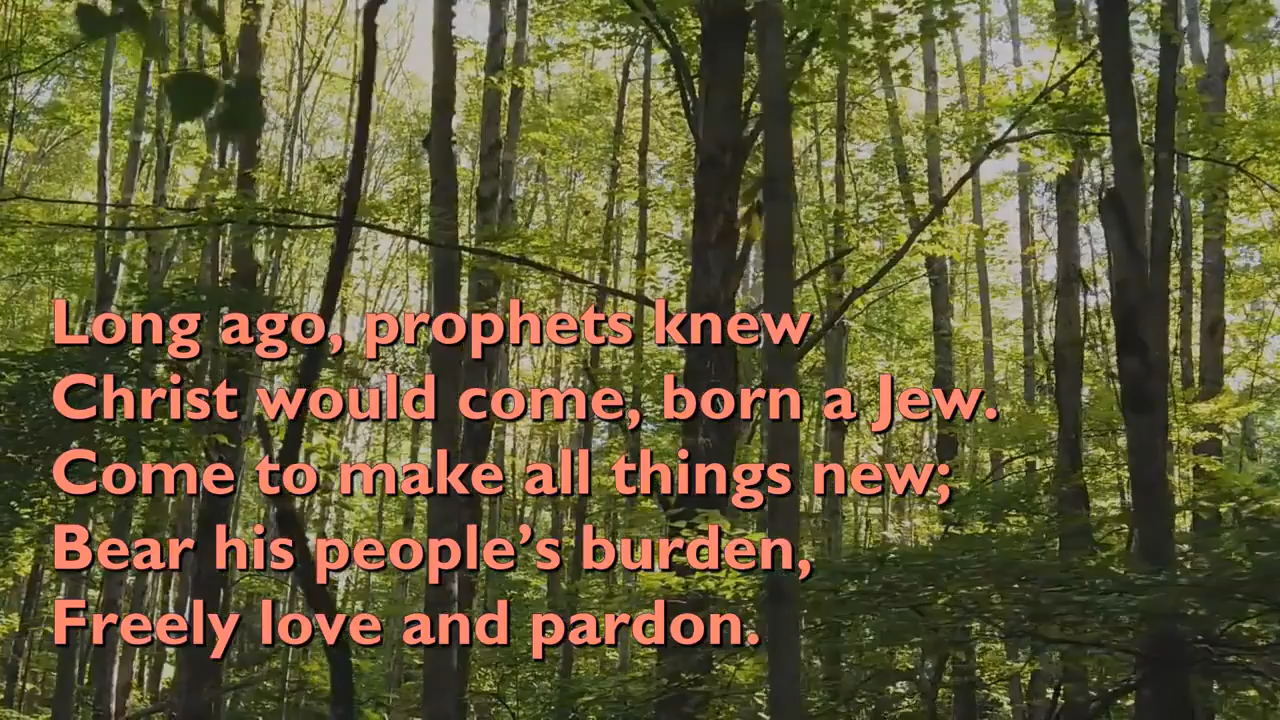 Long ago, prophets knew
Christ would come, born a Jew.
Come to make all things new;
Bear his people’s burden,
Freely love and pardon.